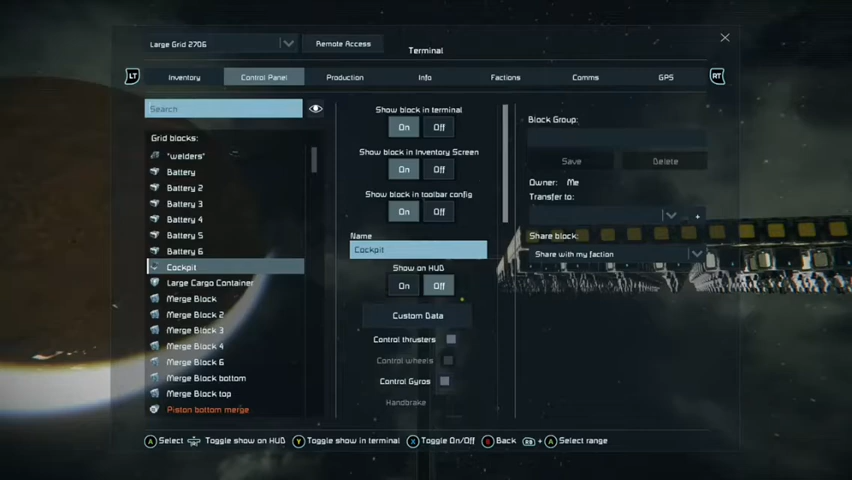 Large Grid 2706
Remote Access
Terminal
LT
Inventory
Control Panel
Production
Info
Factions
Comms
GPS
RT
Search
Grid blocks:
*welders*
Battery
Battery 2
Battery 3
Battery 4
Battery 5
Battery 6
Cockpit
Large Cargo Container
Merge Block
Merge Block 2
Merge Block 3
Merge Block 4
Merge Block 6
Merge Block bottom
Merge Block top
Piston bottom merge
Show block in terminal
On Off
Show block in Inventory Screen
On Off
Show block in toolbar config
On Off
Name
Cockpit
Show on HUD
On Off
Custom Data
Control thrusters
Control wheels
Control Gyros
Handbrake
Block Group:
Save Delete
Owner: Me
Transfer to:
+
Share block:
Share with my faction
A Select Toggle show on HUD Y Toggle show in terminal X Toggle On/Off B Back RB + A Select range